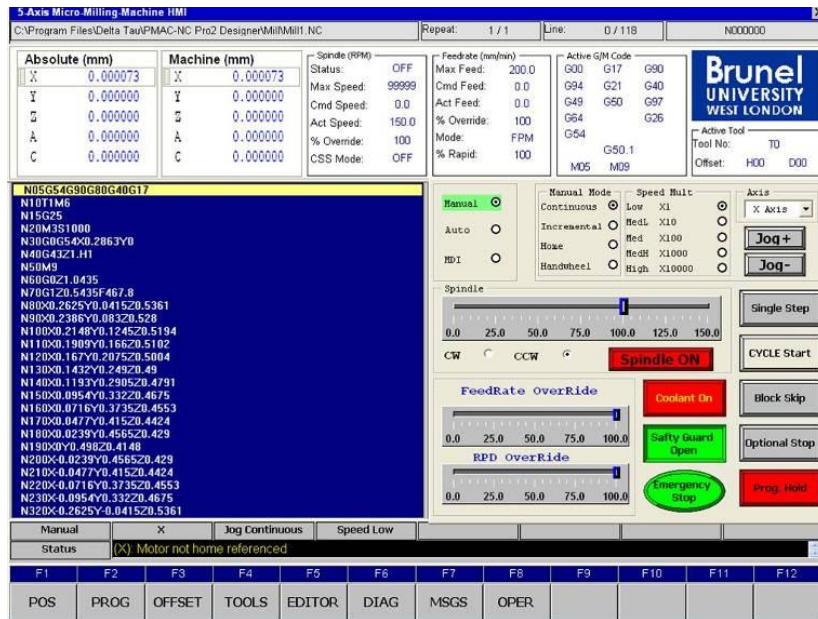 5-Axis Micro-Milling-Machine HMI
C:\Program Files\Delta Tau\PMAC-NC Pro2 Designer\Mill\Mill1.NC
Repeat: 1 / 1
Line: 0 / 118
N00000
Absolute (mm)
X 0.000073
Y 0.000000
Z 0.000000
A 0.000000
C 0.000000
Machine (mm)
X 0.000073
Y 0.000000
Z 0.000000
A 0.000000
C 0.000000
Spindle (RPM)
Status: OFF
Max Speed: 99999
Cmd Speed: 0.0
Act Speed: 150.0
% Override: 100
CSS Mode: OFF
Feedrate (mm/min)
Max Feed: 200.0
Cmd Feed: 0.0
Act Feed: 0.0
% Override: 100
Mode: FPM
% Rapid: 100
Active G/M Code
G00 G17 G90
G94 G21 G40
G49 G50 G97
G64 G26
G54
G50.1
M05 M09
Brunel
UNIVERSITY
WEST LONDON
Active Tool
Tool No: T0
Offset: H00 D00
N05G54G90G80G40G17
N10T1M6
N15G25
N20M3S1000
N30G0G54X0.2863Y0
N40G43Z1.H1
N50M9
N60G0Z1.0435
N70G1Z0.5435F467.8
N80X0.2625Y0.0415Z0.5361
N90X0.2386Y0.083Z0.528
N100X0.2148Y0.1245Z0.5194
N110X0.1909Y0.166Z0.5102
N120X0.167Y0.2075Z0.5004
N130X0.1432Y0.249Z0.49
N140X0.1193Y0.2905Z0.4791
N150X0.0954Y0.332Z0.4675
N160X0.0716Y0.3735Z0.4553
N170X0.0477Y0.415Z0.4424
N180X0.0239Y0.4565Z0.429
N190X0Y0.498Z0.4148
N200X-0.0239Y0.4565Z0.429
N210X-0.0477Y0.415Z0.4424
N220X-0.0716Y0.3735Z0.4553
N230X-0.0954Y0.332Z0.4675
N320X-0.2625Y-0.0415Z0.5361
Manual
Auto
MDI
Manual Mode
Continuous
Incremental
Home
Handwheel
Speed Mult
Low X1
MedL X10
Med X100
MedH X1000
High X10000
Axis
X Axis
Jog+
Jog-
Spindle
0.0 25.0 50.0 75.0 100.0 125.0 150.0
CW CCW
Spindle ON
Single Step
CYCLE Start
Block Skip
Optional Stop
Prog. Hold
FeedRate OverRide
0.0 25.0 50.0 75.0 100.0
RPD OverRide
0.0 25.0 50.0 75.0 100.0
Coolant On
Safty Guard
Open
Emergency
Stop
Manual X Jog Continuous Speed Low
Status (X): Motor not home referenced
F1 F2 F3 F4 F5 F6 F7 F8 F9 F10 F11 F12
POS PROG OFFSET TOOLS EDITOR DIAG MSGS OPER